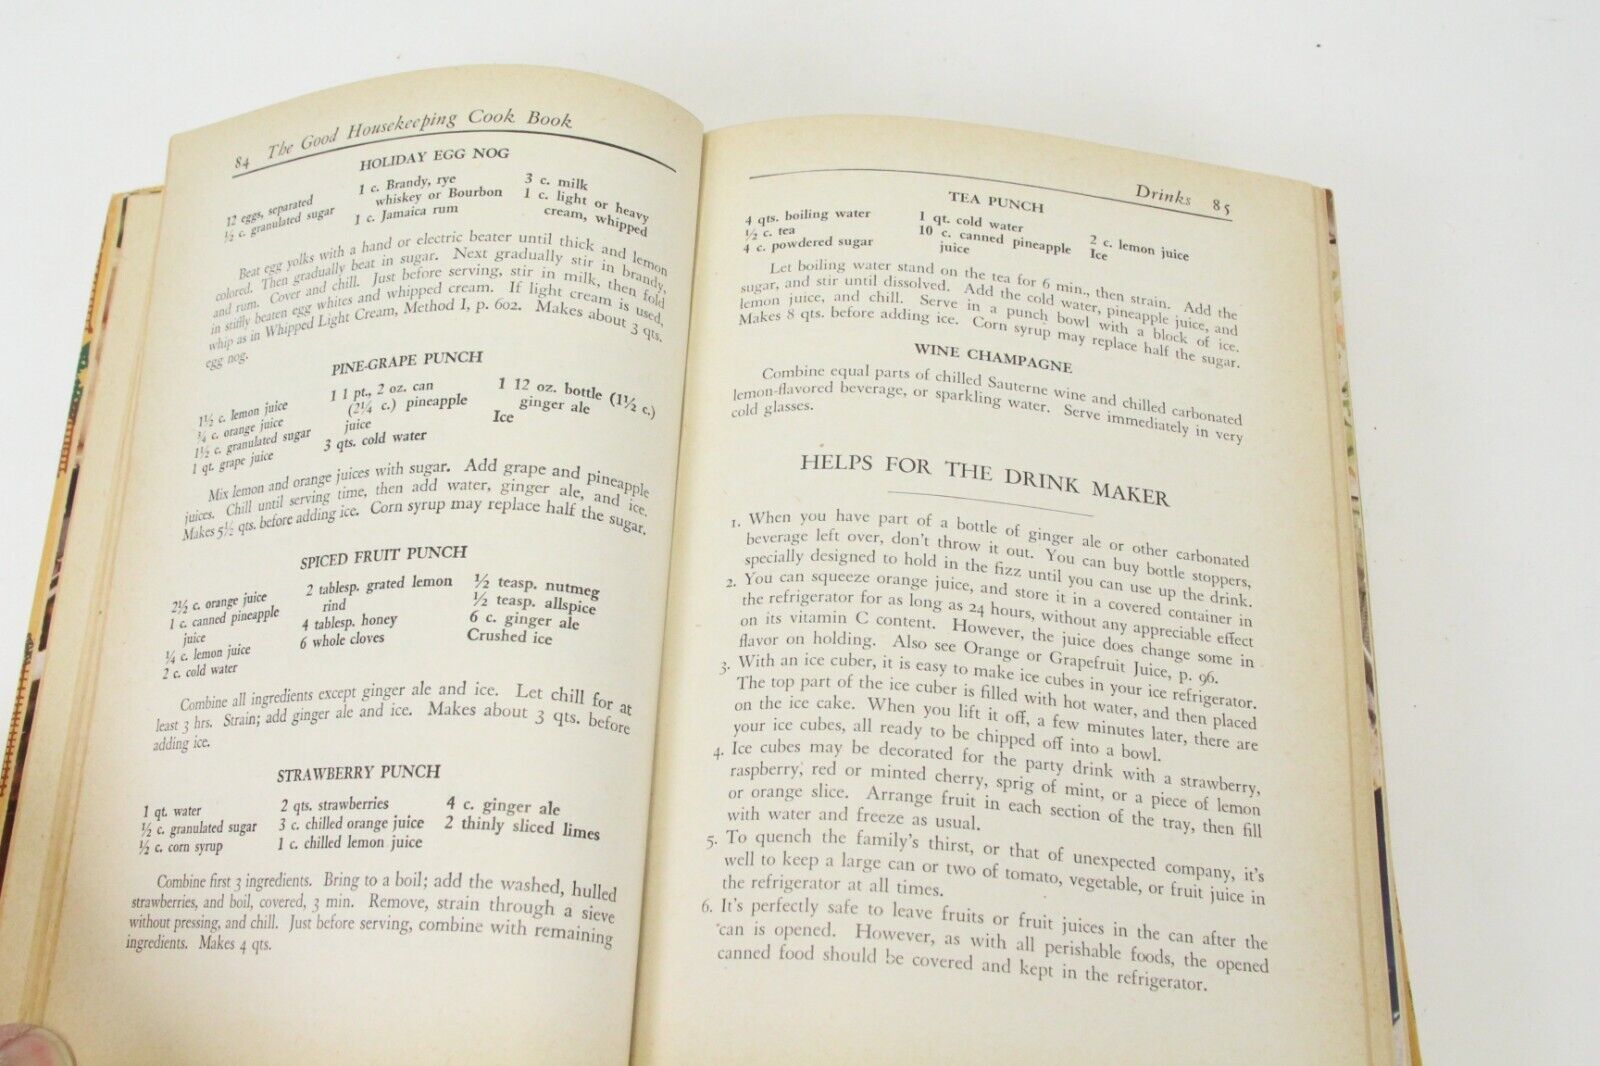 84 The Good Housekeeping Cook Book
HOLIDAY EGG NOG
12 eggs, separated
½ c. granulated sugar
1 c. Brandy, rye
whiskey or Bourbon
1 c. Jamaica rum
3 c. milk
1 c. light or heavy
cream, whipped
Beat egg yolks with a hand or electric beater until thick and lemon
colored. Then gradually beat in sugar. Next gradually stir in brandy,
and rum. Cover and chill. Just before serving, stir in milk, then fold
in stiffly beaten egg whites and whipped cream. If light cream is used,
whip as in Whipped Light Cream, Method I, p. 602. Makes about 3 qts.
egg nog.
PINE-GRAPE PUNCH
1½ c. lemon juice
¾ c. orange juice
1½ c. granulated sugar
1 qt. grape juice
1 1 pt., 2 oz. can
(2¼ c.) pineapple
juice
3 qts. cold water
1 12 oz. bottle (1½ c.)
ginger ale
Ice
Mix lemon and orange juices with sugar. Add grape and pineapple
juices. Chill until serving time, then add water, ginger ale, and ice.
Makes 5½ qts. before adding ice. Corn syrup may replace half the sugar.
SPICED FRUIT PUNCH
2½ c. orange juice
1 c. canned pineapple
juice
¼ c. lemon juice
2 c. cold water
2 tablesp. grated lemon
rind
4 tablesp. honey
6 whole cloves
½ teasp. nutmeg
½ teasp. allspice
6 c. ginger ale
Crushed ice
Combine all ingredients except ginger ale and ice. Let chill for at
least 3 hrs. Strain; add ginger ale and ice. Makes about 3 qts. before
adding ice.
STRAWBERRY PUNCH
1 qt. water
½ c. granulated sugar
½ c. corn syrup
2 qts. strawberries
3 c. chilled orange juice
1 c. chilled lemon juice
4 c. ginger ale
2 thinly sliced limes
Combine first 3 ingredients. Bring to a boil; add the washed, hulled
strawberries, and boil, covered, 3 min. Remove, strain through a sieve
without pressing, and chill. Just before serving, combine with remaining
ingredients. Makes 4 qts.
Drinks 85
TEA PUNCH
4 qts. boiling water
½ c. tea
4 c. powdered sugar
1 qt. cold water
10 c. canned pineapple
juice
2 c. lemon juice
Ice
Let boiling water stand on the tea for 6 min., then strain. Add the
sugar, and stir until dissolved. Add the cold water, pineapple juice, and
lemon juice, and chill. Serve in a punch bowl with a block of ice.
Makes 8 qts. before adding ice. Corn syrup may replace half the sugar.
WINE CHAMPAGNE
Combine equal parts of chilled Sauterne wine and chilled carbonated
lemon-flavored beverage, or sparkling water. Serve immediately in very
cold glasses.
HELPS FOR THE DRINK MAKER
1. When you have part of a bottle of ginger ale or other carbonated
beverage left over, don't throw it out. You can buy bottle stoppers,
specially designed to hold in the fizz until you can use up the drink.
2. You can squeeze orange juice, and store it in a covered container in
the refrigerator for as long as 24 hours, without any appreciable effect
on its vitamin C content. However, the juice does change some in
flavor on holding. Also see Orange or Grapefruit Juice, p. 96.
3. With an ice cuber, it is easy to make ice cubes in your ice refrigerator.
The top part of the ice cuber is filled with hot water, and then placed
on the ice cake. When you lift it off, a few minutes later, there are
your ice cubes, all ready to be chipped off into a bowl.
4. Ice cubes may be decorated for the party drink with a strawberry,
raspberry, red or minted cherry, sprig of mint, or a piece of lemon
or orange slice. Arrange fruit in each section of the tray, then fill
with water and freeze as usual.
5. To quench the family's thirst, or that of unexpected company, it's
well to keep a large can or two of tomato, vegetable, or fruit juice in
the refrigerator at all times.
6. It's perfectly safe to leave fruits or fruit juices in the can after the
can is opened. However, as with all perishable foods, the opened
canned food should be covered and kept in the refrigerator.